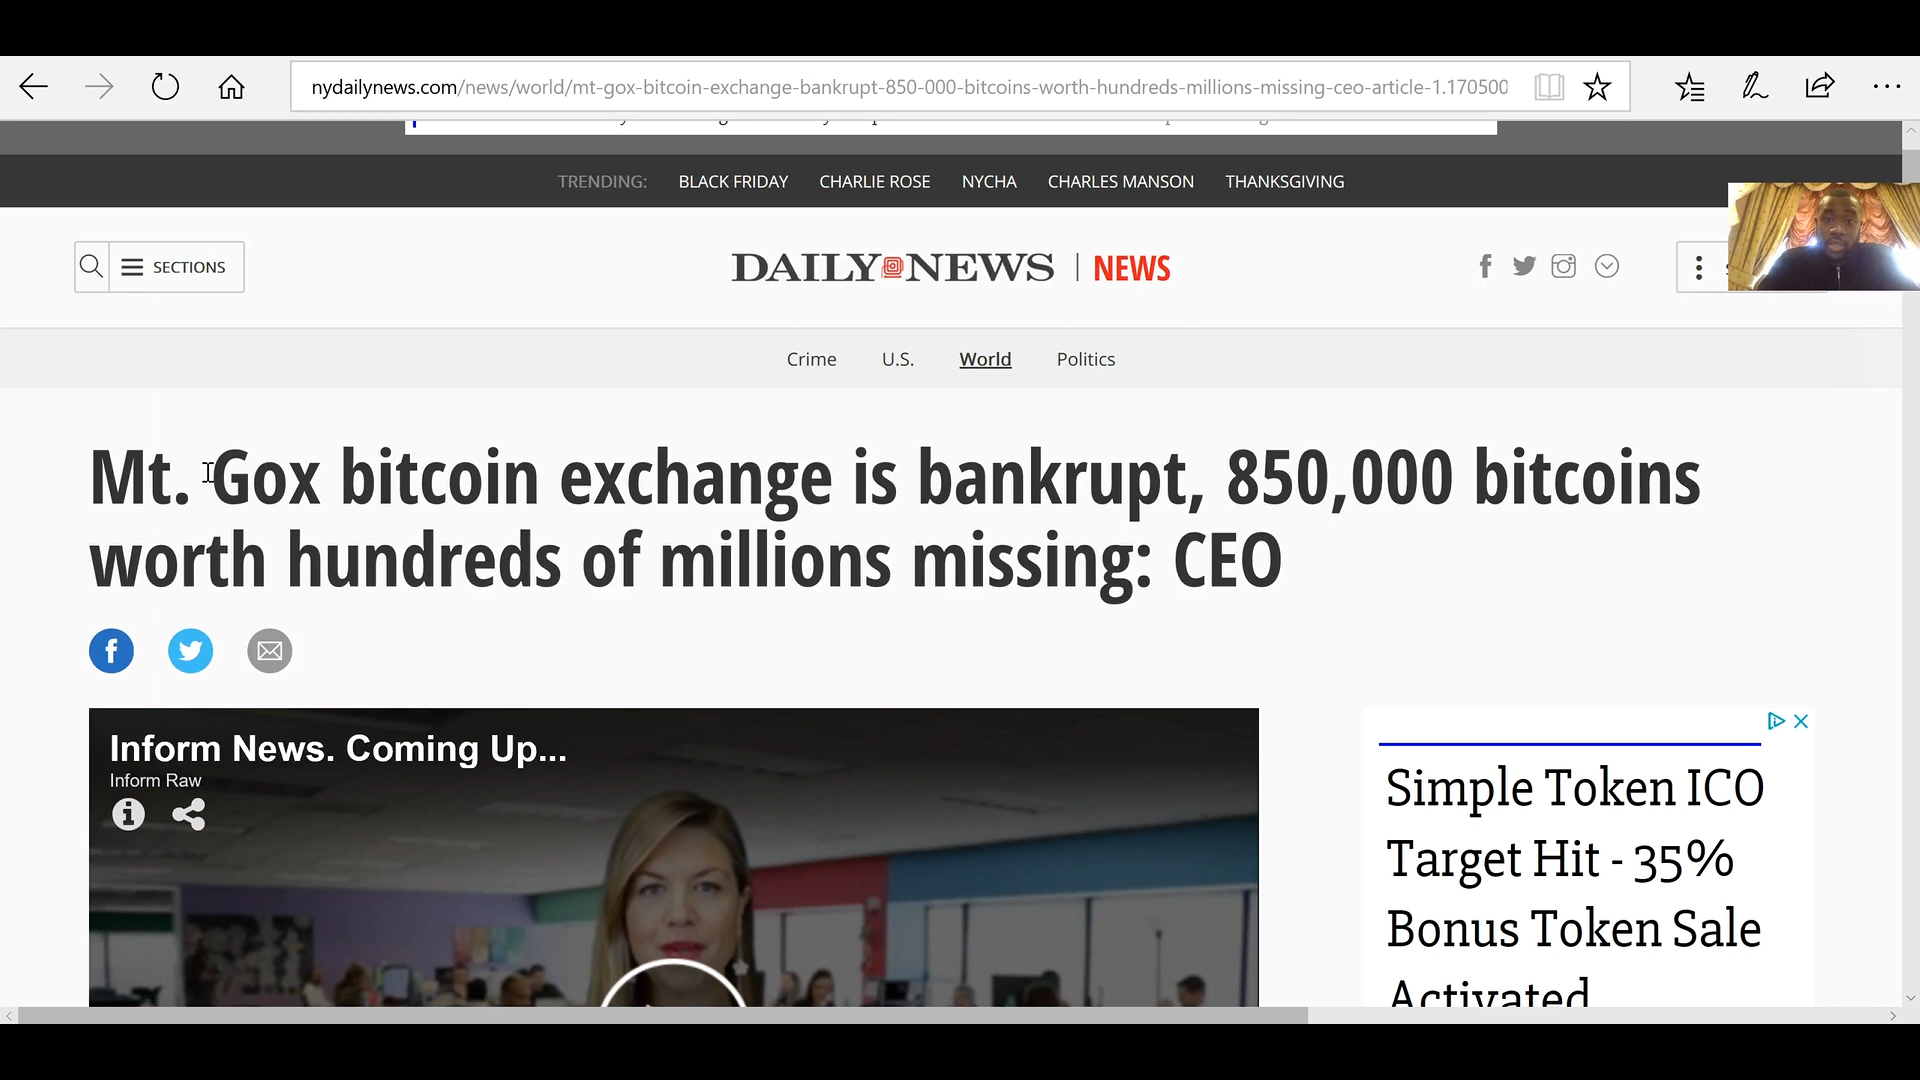 nydailynews.com/news/world/mt-gox-bitcoin-exchange-bankrupt-850-000-bitcoins-worth-hundreds-millions-missing-ceo-article-1.170500
TRENDING: BLACK FRIDAY CHARLIE ROSE NYCHA CHARLES MANSON THANKSGIVING
SECTIONS
DAILY NEWS | NEWS
Crime U.S. World Politics
Mt. Gox bitcoin exchange is bankrupt, 850,000 bitcoins
worth hundreds of millions missing: CEO
Inform News. Coming Up...
Inform Raw
Simple Token ICO
Target Hit - 35%
Bonus Token Sale
Activated